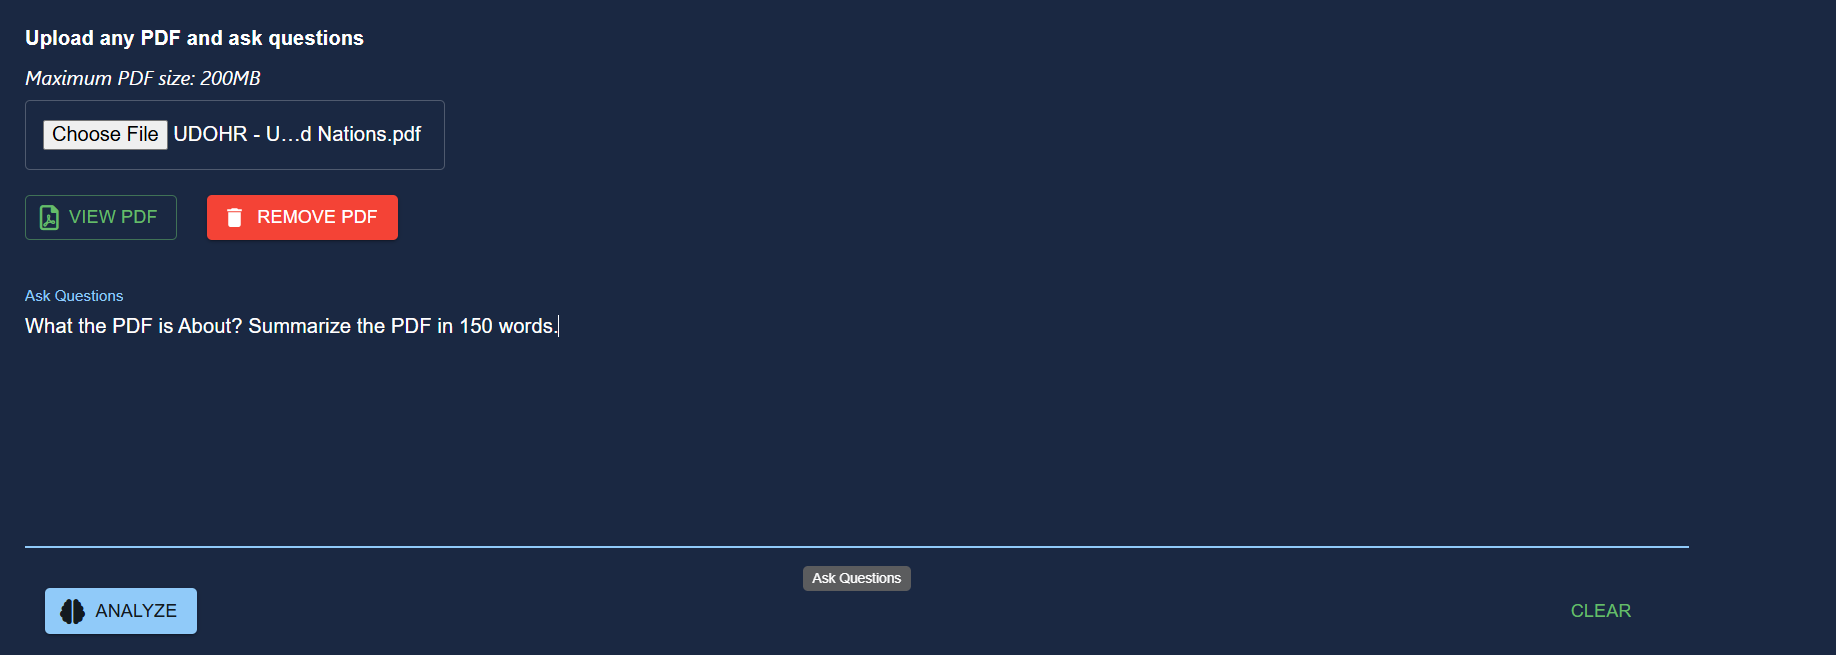 Upload any PDF and ask questions
Maximum PDF size: 200MB
Choose File UDOHR - U...d Nations.pdf
VIEW PDF REMOVE PDF
Ask Questions
What the PDF is About? Summarize the PDF in 150 words.
Ask Questions
ANALYZE CLEAR